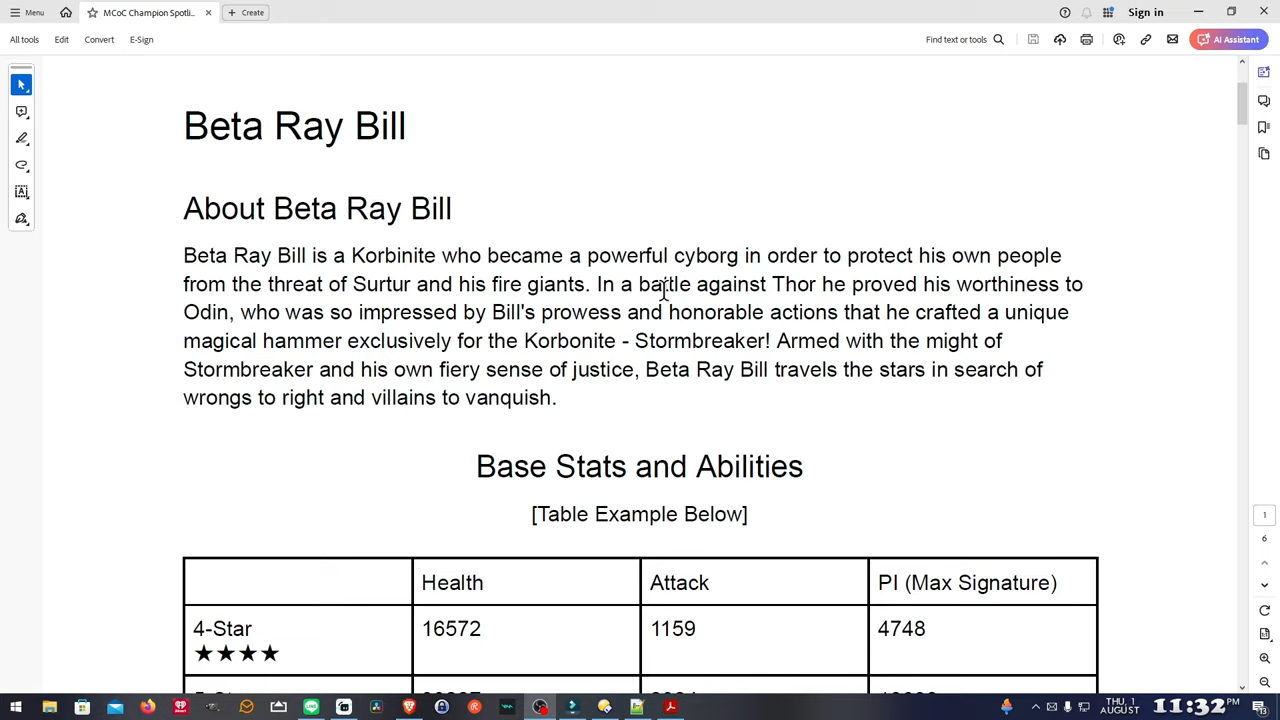 Menu
MCoC Champion Spotli...
Create
Sign in
All tools
Edit
Convert
E-Sign
Find text or tools
AI Assistant
Beta Ray Bill
About Beta Ray Bill
Beta Ray Bill is a Korbinite who became a powerful cyborg in order to protect his own people
from the threat of Surtur and his fire giants. In a battle against Thor he proved his worthiness to
Odin, who was so impressed by Bill's prowess and honorable actions that he crafted a unique
magical hammer exclusively for the Korbonite - Stormbreaker! Armed with the might of
Stormbreaker and his own fiery sense of justice, Beta Ray Bill travels the stars in search of
wrongs to right and villains to vanquish.
Base Stats and Abilities
[Table Example Below]
Health Attack PI (Max Signature)
4-Star 16572 1159 4748
★★★★
1
6
THU, 1
AUGUST
11:32 PM